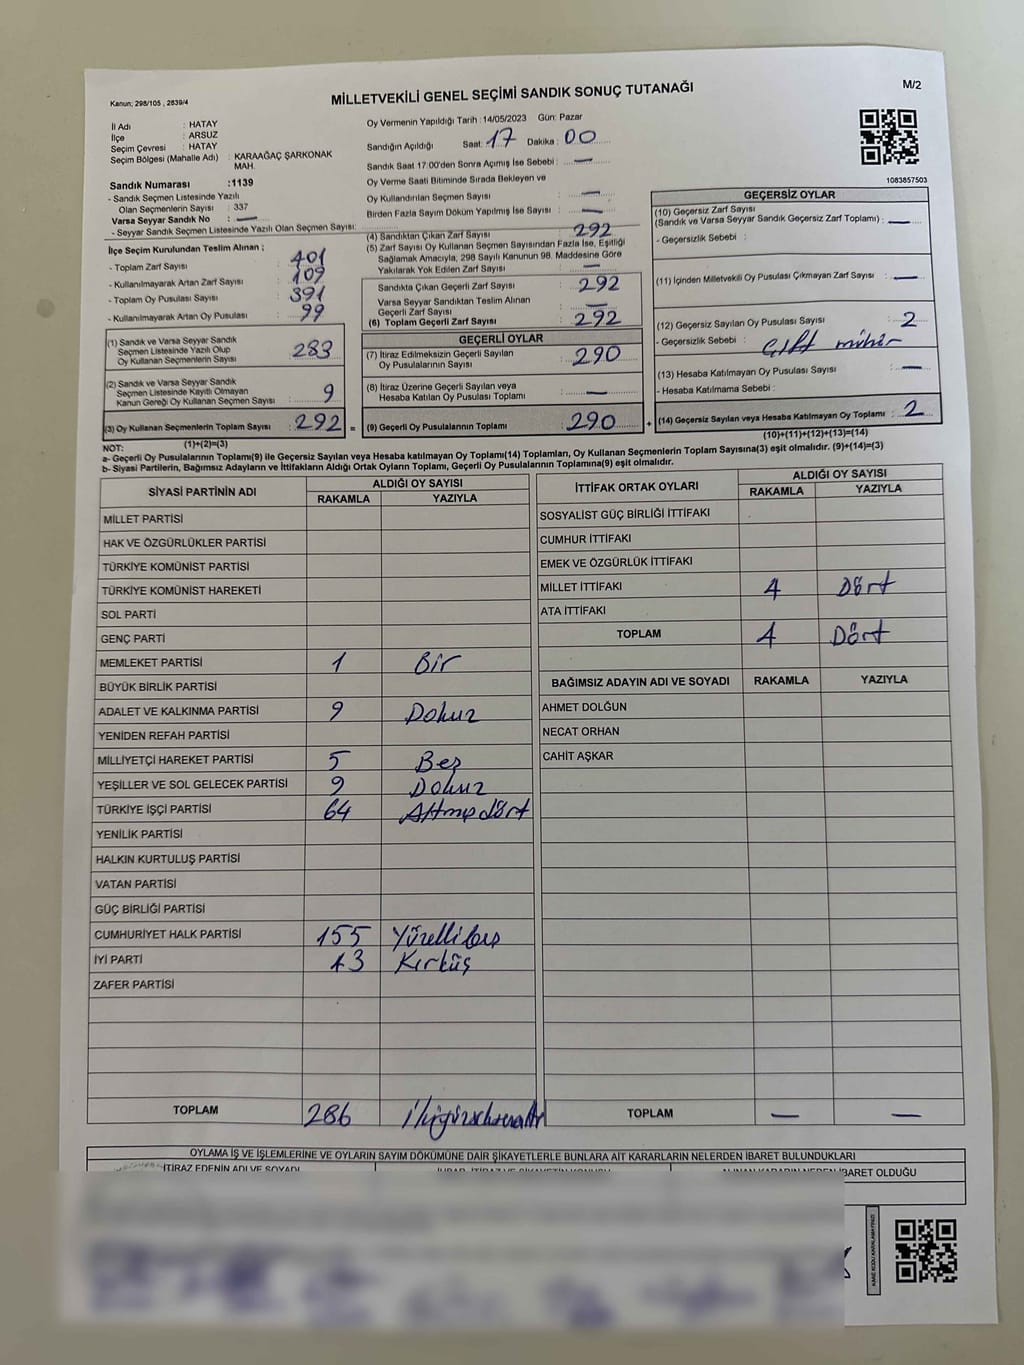 Kanun; 298/105 , 2839/4
MİLLETVEKİLİ GENEL SEÇİMİ SANDIK SONUÇ TUTANAĞI
M/2
İl Adı : HATAY
İlçe : ARSUZ
Seçim Çevresi : HATAY
Seçim Bölgesi (Mahalle Adı) : KARAAĞAÇ ŞARKONAK MAH.
Sandık Numarası :1139
- Sandık Seçmen Listesinde Yazılı
Olan Seçmenlerin Sayısı : 337
Varsa Seyyar Sandık No : —
- Seyyar Sandık Seçmen Listesinde Yazılı Olan Seçmen Sayısı:
Oy Vermenin Yapıldığı Tarih : 14/05/2023 Gün: Pazar
Sandığın Açıldığı Saat: 17 Dakika: 00
Sandık Saat 17:00'den Sonra Açımış İse Sebebi : —
Oy Verme Saati Bitiminde Sırada Bekleyen ve
Oy Kullandırılan Seçmen Sayısı : —
Birden Fazla Sayım Döküm Yapılmış İse Sayısı : —
1083857503
İlçe Seçim Kurulundan Teslim Alınan ;
- Toplam Zarf Sayısı : 401
- Kullanılmayarak Artan Zarf Sayısı : 109
- Toplam Oy Pusulası Sayısı : 391
- Kullanılmayarak Artan Oy Pusulası : 99
(1) Sandık ve Varsa Seyyar Sandık
Seçmen Listesinde Yazılı Olup
Oy Kullanan Seçmenlerin Sayısı : 283
(2) Sandık ve Varsa Seyyar Sandık
Seçmen Listesinde Kayıtlı Olmayan
Kanun Gereği Oy Kullanan Seçmen Sayısı : 9
(3) Oy Kullanan Seçmenlerin Toplam Sayısı : 292 =
(1)+(2)=(3)
(4) Sandıktan Çıkan Zarf Sayısı : 292
(5) Zarf Sayısı Oy Kullanan Seçmen Sayısından Fazla İse, Eşitliği
Sağlamak Amacıyla, 298 Sayılı Kanunun 98. Maddesine Göre
Yakılarak Yok Edilen Zarf Sayısı : —
Sandıkta Çıkan Geçerli Zarf Sayısı : 292
Varsa Seyyar Sandıktan Teslim Alınan
Geçerli Zarf Sayısı : —
(6) Toplam Geçerli Zarf Sayısı : 292
GEÇERLİ OYLAR
(7) İtiraz Edilmeksizin Geçerli Sayılan
Oy Pusulasının Sayısı : 290
(8) İtiraz Üzerine Geçerli Sayılan veya
Hesaba Katılan Oy Pusulası Toplamı : —
(9) Geçerli Oy Pusulalarının Toplamı : 290 +
GEÇERSİZ OYLAR
(10) Geçersiz Zarf Sayısı
(Sandık ve Varsa Seyyar Sandık Geçersiz Zarf Toplamı) : —
- Geçersizlik Sebebi :
(11) İçinden Milletvekili Oy Pusulası Çıkmayan Zarf Sayısı : —
(12) Geçersiz Sayılan Oy Pusulası Sayısı : 2
- Geçersizlik Sebebi : çift mühür
(13) Hesaba Katılmayan Oy Pusulası Sayısı : —
- Hesaba Katılmama Sebebi :
(14) Geçersiz Sayılan veya Hesaba Katılmayan Oy Toplamı : 2
(10)+(11)+(12)+(13)=(14)
NOT:
a- Geçerli Oy Pusulalarının Toplamı(9) ile Geçersiz Sayılan veya Hesaba katılmayan Oy Toplamı(14) Toplamları, Oy Kullanan Seçmenlerin Toplam Sayısına(3) eşit olmalıdır. (9)+(14)=(3)
b- Siyasi Partilerin, Bağımsız Adayların ve İttifakların Aldığı Ortak Oyların Toplamı, Geçerli Oy Pusulalarının Toplamına(9) eşit olmalıdır.
SİYASİ PARTİNİN ADI ALDIĞI OY SAYISI
RAKAMLA YAZIYLA
MİLLET PARTİSİ
HAK VE ÖZGÜRLÜKLER PARTİSİ
TÜRKİYE KOMÜNİST PARTİSİ
TÜRKİYE KOMÜNİST HAREKETİ
SOL PARTİ
GENÇ PARTİ
MEMLEKET PARTİSİ 1 Bir
BÜYÜK BİRLİK PARTİSİ
ADALET VE KALKINMA PARTİSİ 9 Dokuz
YENİDEN REFAH PARTİSİ
MİLLİYETÇİ HAREKET PARTİSİ 5 Beş
YEŞİLLER VE SOL GELECEK PARTİSİ 9 Dokuz
TÜRKİYE İŞÇİ PARTİSİ 64 Altmışdört
YENİLİK PARTİSİ
HALKIN KURTULUŞ PARTİSİ
VATAN PARTİSİ
GÜÇ BİRLİĞİ PARTİSİ
CUMHURİYET HALK PARTİSİ 155 Yüzellibeş
İYİ PARTİ 43 Kırküç
ZAFER PARTİSİ
TOPLAM 286 İkiyüzseksenaltı
İTTİFAK ORTAK OYLARI ALDIĞI OY SAYISI
RAKAMLA YAZIYLA
SOSYALİST GÜÇ BİRLİĞİ İTTİFAKI
CUMHUR İTTİFAKI
EMEK VE ÖZGÜRLÜK İTTİFAKI
MİLLET İTTİFAKI 4 Dört
ATA İTTİFAKI
TOPLAM 4 Dört
BAĞIMSIZ ADAYIN ADI VE SOYADI RAKAMLA YAZIYLA
AHMET DOLĞUN
NECAT ORHAN
CAHİT AŞKAR
TOPLAM — —
OYLAMA İŞ VE İŞLEMLERİNE VE OYLARIN SAYIM DÖKÜMÜNE DAİR ŞİKAYETLERLE BUNLARA AİT KARARLARIN NELERDEN İBARET BULUNDUKLARI
İTİRAZ EDENİN ADI VE SOYADI
ALINAN KARARIN NEDEN İBARET OLDUĞU